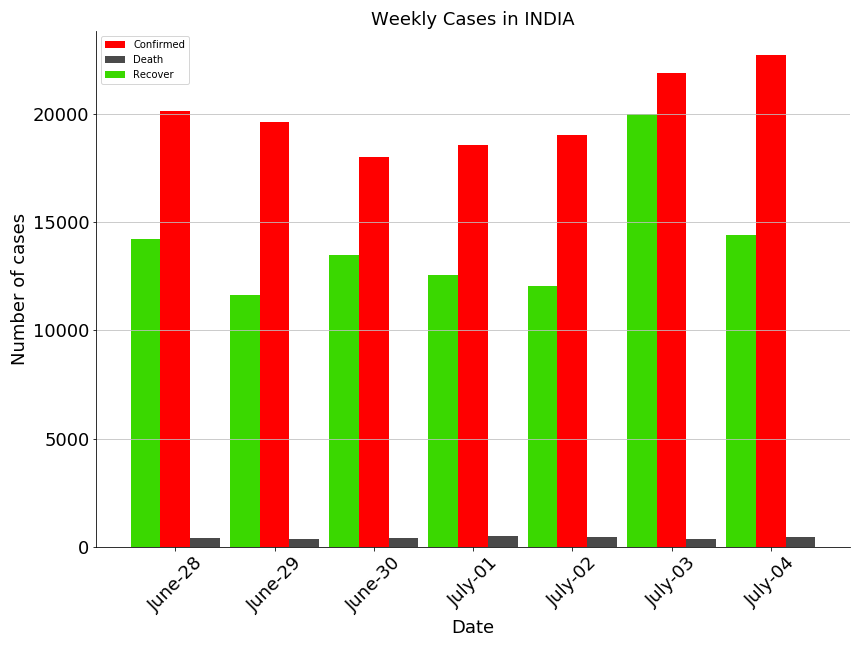 Weekly Cases in INDIA
Confirmed
Death
Recover
Number of cases
20000
15000
10000
5000
0
June-28
June-29
June-30
July-01
July-02
July-03
July-04
Date